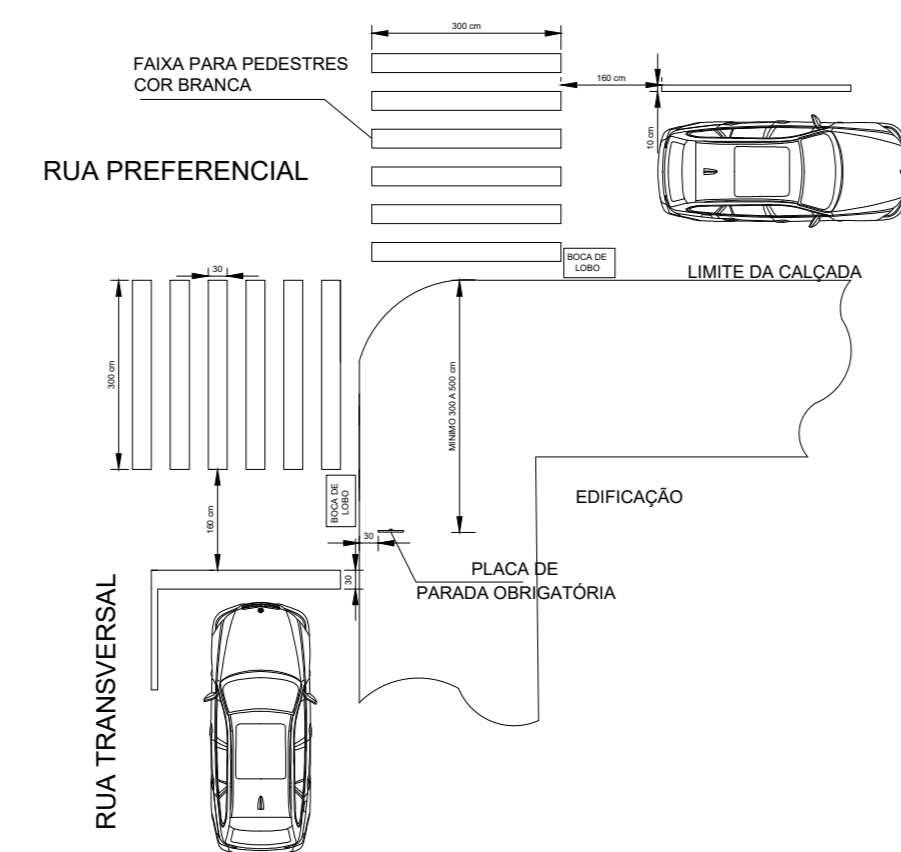 300 cm
FAIXA PARA PEDESTRES
COR BRANCA
160 cm
10 cm
RUA PREFERENCIAL
BOCA DE
LOBO
LIMITE DA CALÇADA
30
300 cm
MINIMO 300 A 500 cm
BOCA DE
LOBO
EDIFICAÇÃO
160 cm
30
30
PLACA DE
PARADA OBRIGATÓRIA
RUA TRANSVERSAL